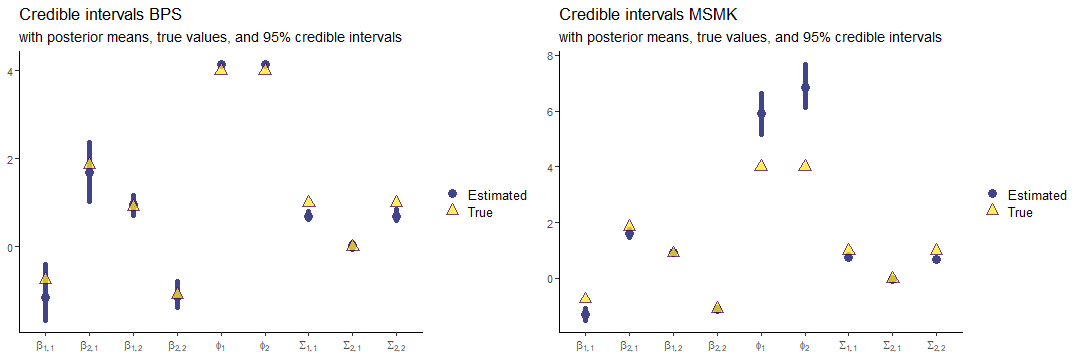 Credible intervals BPS
with posterior means, true values, and 95% credible intervals
4
2
0
β1, 1 β2, 1 β1, 2 β2, 2 ϕ1 ϕ2 Σ1, 1 Σ2, 1 Σ2, 2
Estimated
True
Credible intervals MSMK
with posterior means, true values, and 95% credible intervals
8
6
4
2
0
β1, 1 β2, 1 β1, 2 β2, 2 ϕ1 ϕ2 Σ1, 1 Σ2, 1 Σ2, 2
Estimated
True